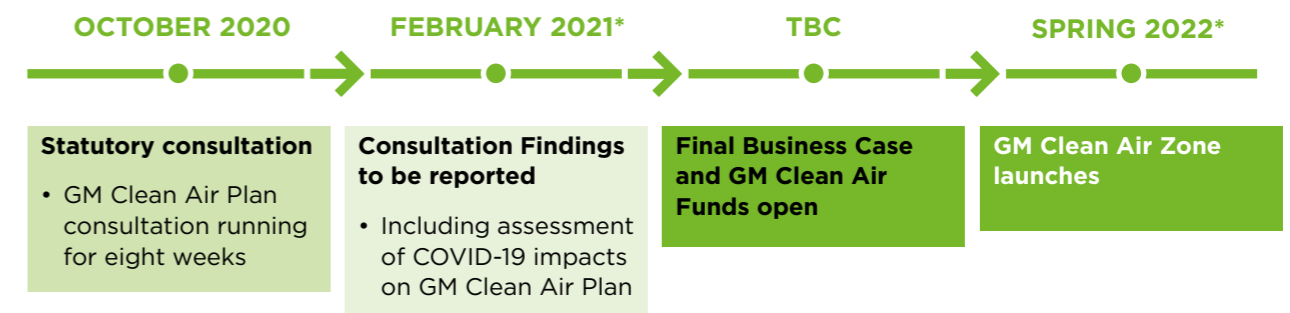 OCTOBER 2020
FEBRUARY 2021*
TBC
SPRING 2022*
Statutory consultation
• GM Clean Air Plan
consultation running
for eight weeks
Consultation Findings
to be reported
• Including assessment
of COVID-19 impacts
on GM Clean Air Plan
Final Business Case
and GM Clean Air
Funds open
GM Clean Air Zone
launches